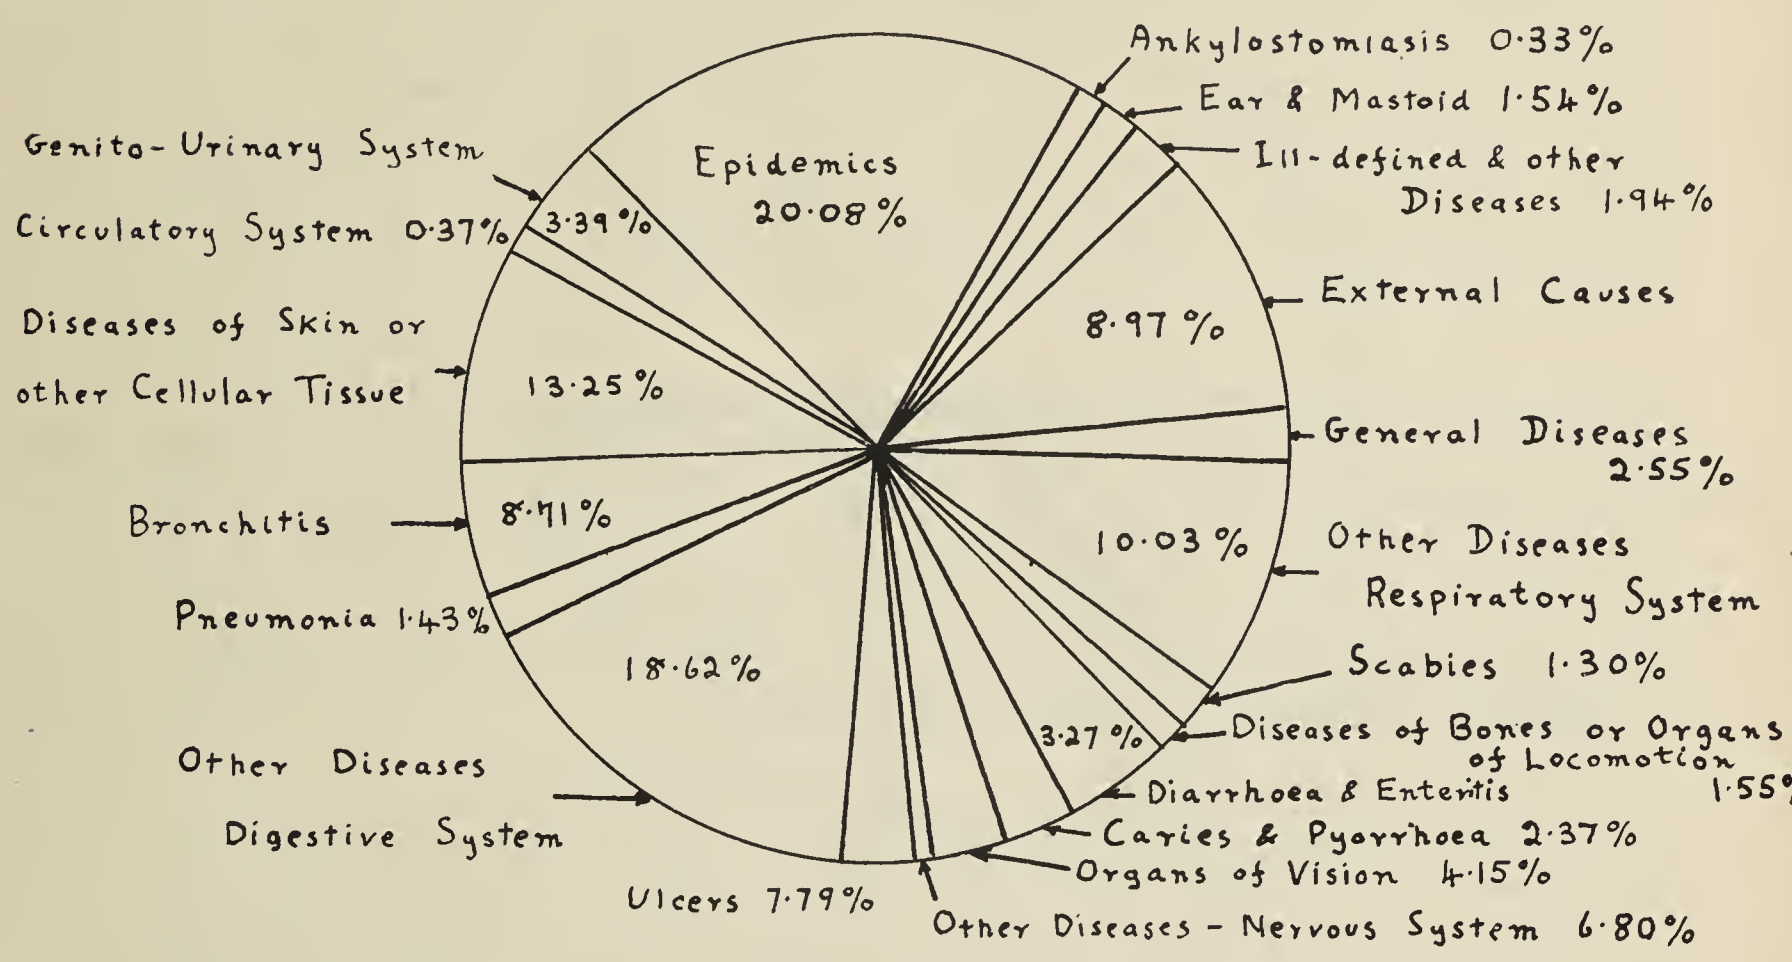 Ankylostomiasis 0·33%
Ear & Mastoid 1·54%
Ill-defined & other
Diseases 1·94%
External Causes
8·97%
General Diseases
2·55%
Other Diseases
Respiratory System
10·03%
Scabies 1·30%
Diseases of Bones or Organs
of Locomotion
1·55%
3·27%
Diarrhoea & Enteritis
Caries & Pyorrhoea 2·37%
Organs of Vision 4·15%
Other Diseases - Nervous System 6·80%
Ulcers 7·79%
Other Diseases
Digestive System
18·62%
Pneumonia 1·43%
Bronchitis
8·71%
Diseases of Skin or
other Cellular Tissue
13·25%
Circulatory System 0·37%
Genito-Urinary System
3·39%
Epidemics
20·08%